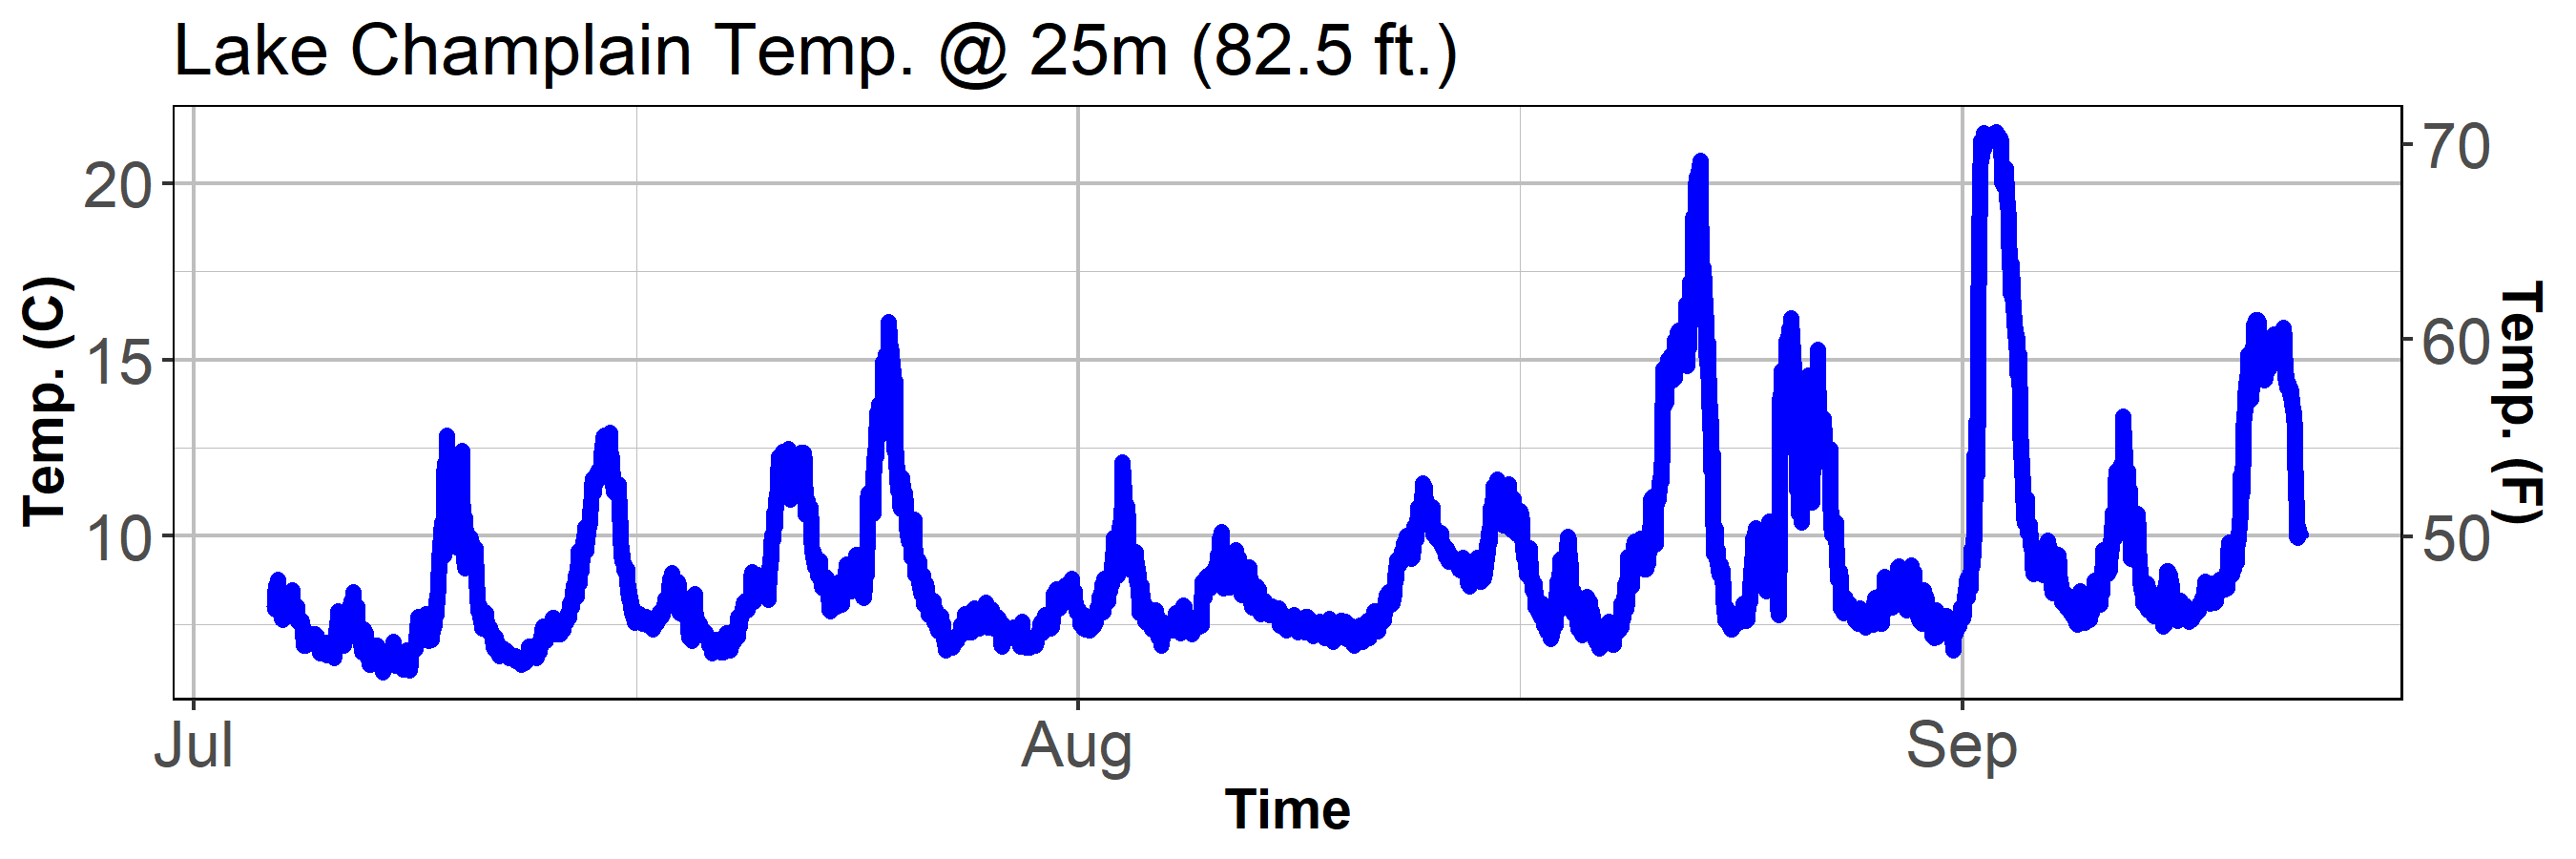 Lake Champlain Temp. @ 25m (82.5 ft.)
Temp. (C)
20
15
10
70
60
50
Temp. (F)
Jul
Aug
Sep
Time